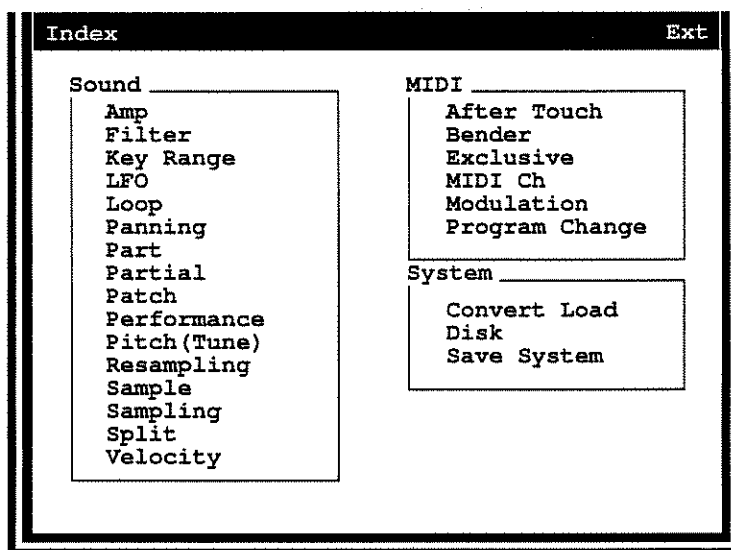 Index Ext
Sound
Amp
Filter
Key Range
LFO
Loop
Panning
Part
Partial
Patch
Performance
Pitch(Tune)
Resampling
Sample
Sampling
Split
Velocity
MIDI
After Touch
Bender
Exclusive
MIDI Ch
Modulation
Program Change
System
Convert Load
Disk
Save System